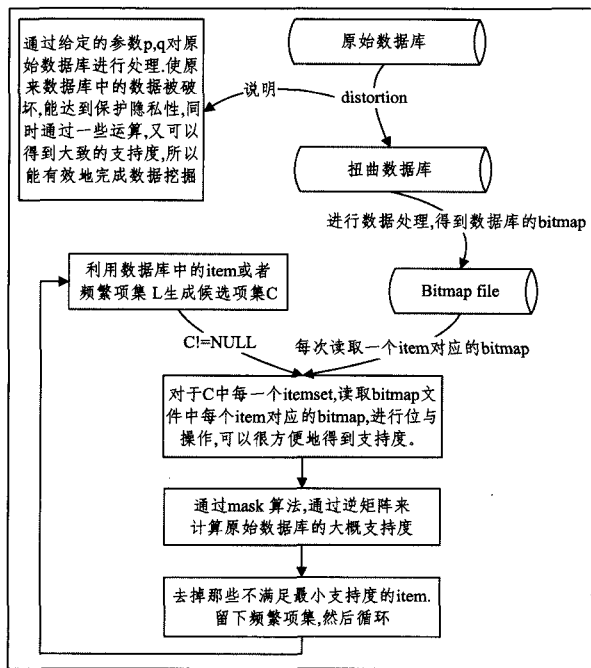 通过给定的参数p,q对原
始数据库进行处理.使原
来数据库中的数据被破
坏,能达到保护隐私性,同
时通过一些运算,又可以
得到大致的支持度,所以
能有效地完成数据挖掘
原始数据库
说明
distortion
扭曲数据库
进行数据处理,得到数据库的bitmap
利用数据库中的item或者
频繁项集 L生成候选项集C
Bitmap file
C!=NULL
每次读取一个item对应的bitmap
对于C中每一个itemset,读取bitmap文
件中每个item对应的bitmap,进行位与
操作,可以很方便地得到支持度。
通过mask 算法,通过逆矩阵来
计算原始数据库的大概支持度
去掉那些不满足最小支持度的item.
留下频繁项集,然后循环